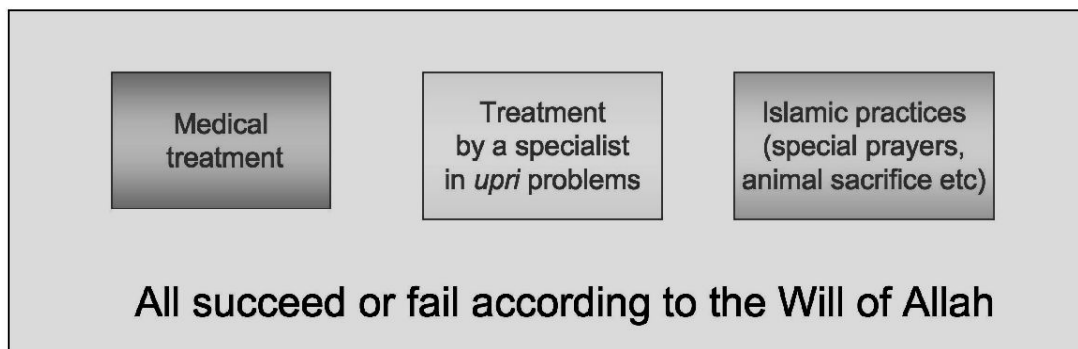 Medical
treatment
Treatment
by a specialist
in upri problems
Islamic practices
(special prayers,
animal sacrifice etc)
All succeed or fail according to the Will of Allah